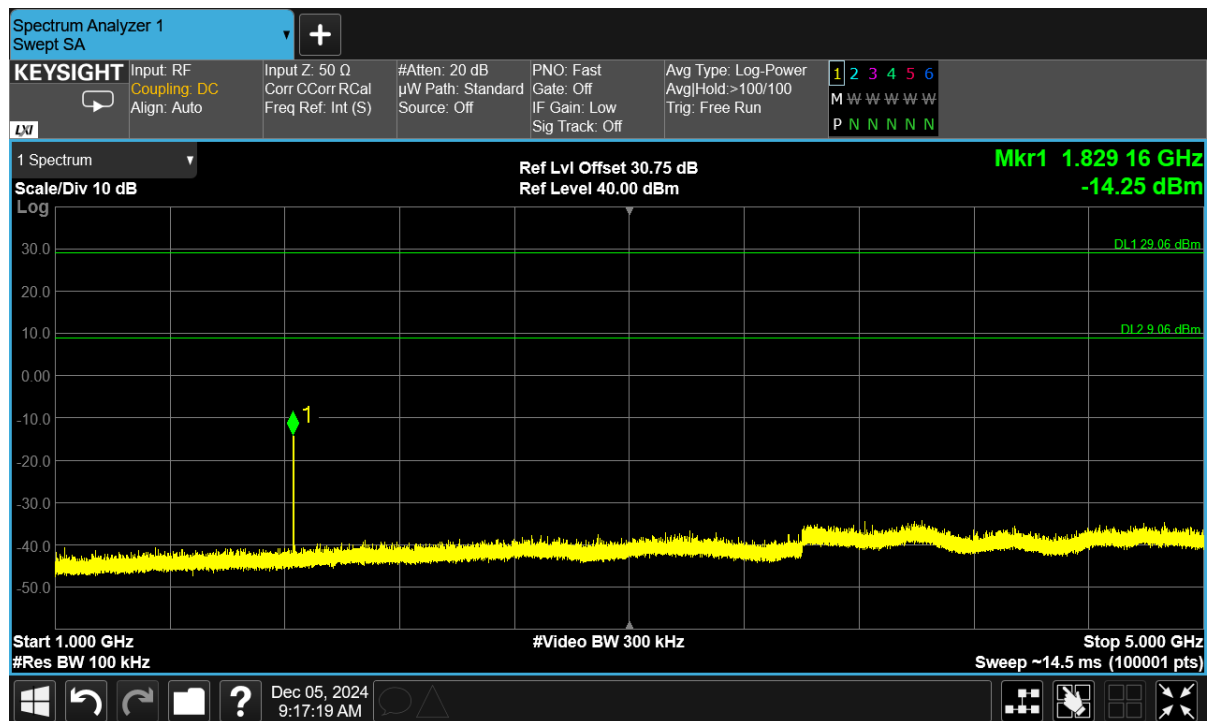 Spectrum Analyzer 1
Swept SA
KEYSIGHT
LXI
Input: RF
Coupling: DC
Align: Auto
Input Z: 50 Ω
Corr CCorr RCal
Freq Ref: Int (S)
#Atten: 20 dB
µW Path: Standard
Source: Off
PNO: Fast
Gate: Off
IF Gain: Low
Sig Track: Off
Avg Type: Log-Power
Avg|Hold:>100/100
Trig: Free Run
1 2 3 4 5 6
M W W W W W
P N N N N N
1 Spectrum
Scale/Div 10 dB
Log
Ref Lvl Offset 30.75 dB
Ref Level 40.00 dBm
Mkr1 1.829 16 GHz
-14.25 dBm
30.0
20.0
10.0
0.00
-10.0
-20.0
-30.0
-40.0
-50.0
DL1 29.06 dBm
DL2 9.06 dBm
1
Start 1.000 GHz
#Res BW 100 kHz
#Video BW 300 kHz
Stop 5.000 GHz
Sweep ~14.5 ms (100001 pts)
?
Dec 05, 2024
9:17:19 AM